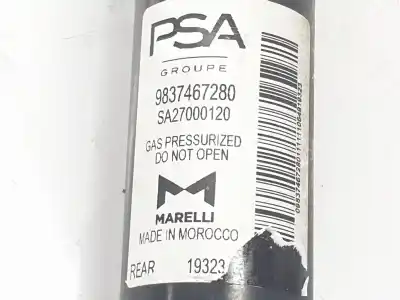 PSA
GROUPE
9837467280
SA27000120
GAS PRESSURIZED
DO NOT OPEN
MARELLI
MADE IN MOROCCO
REAR 19323